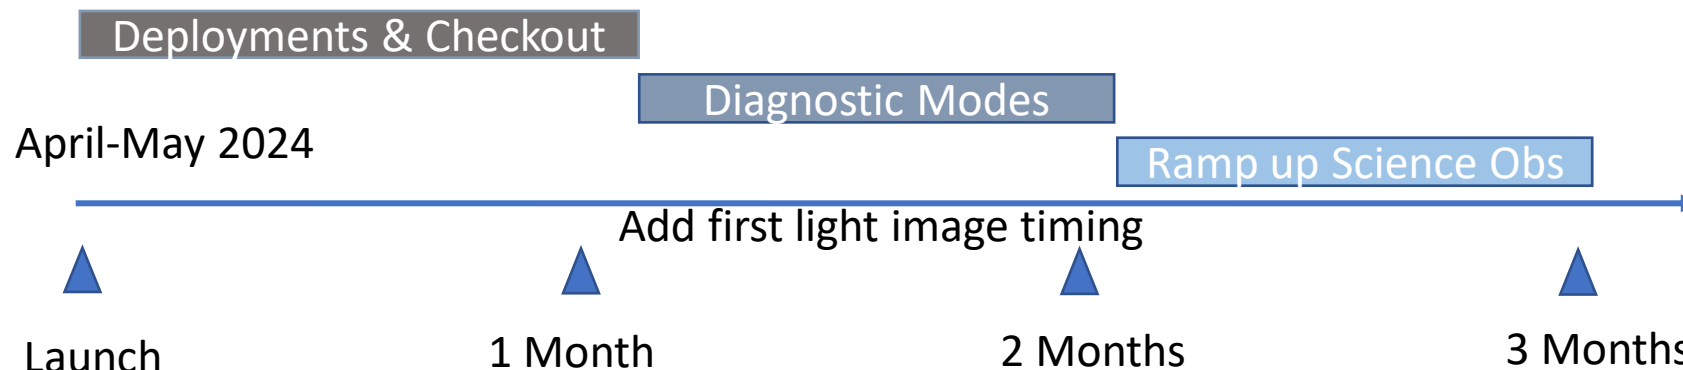 Deployments & Checkout
Diagnostic Modes
April-May 2024
Ramp up Science Obs
Add first light image timing
Launch
1 Month
2 Months
3 Months